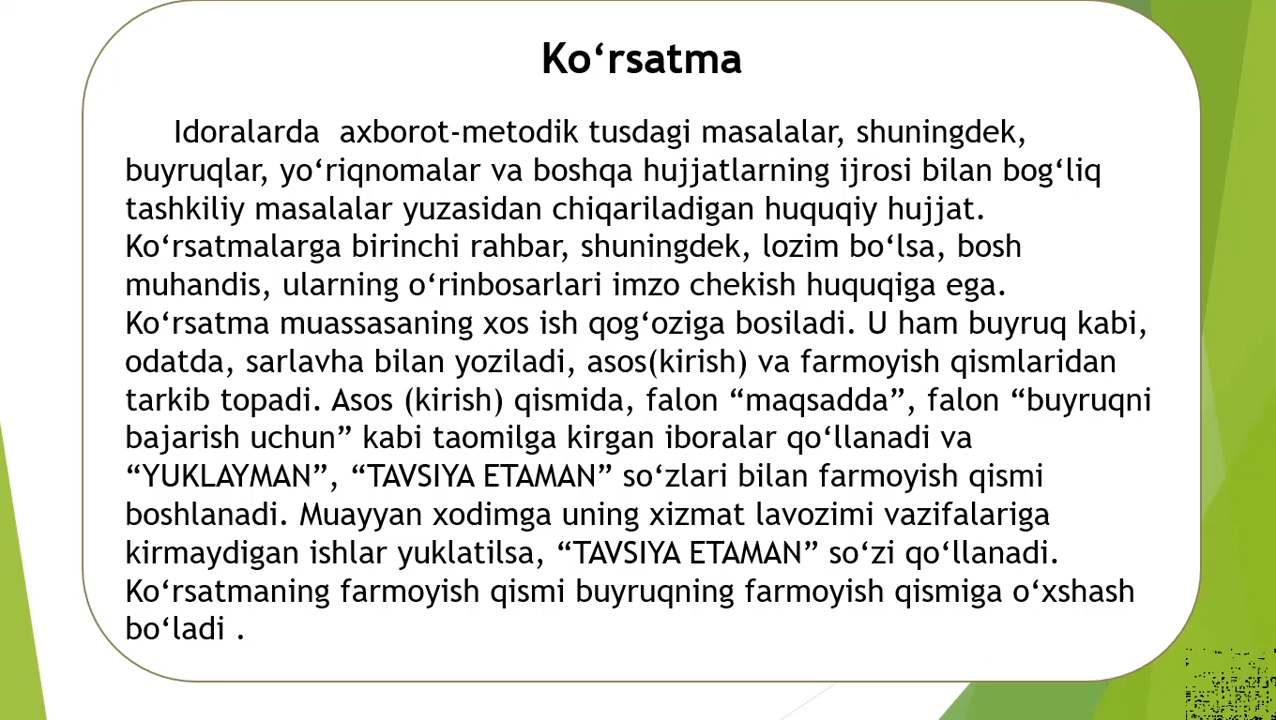 Ko‘rsatma
Idoralarda axborot-metodik tusdagi masalalar, shuningdek,
buyruqlar, yo‘riqnomalar va boshqa hujjatlarning ijrosi bilan bog‘liq
tashkiliy masalalar yuzasidan chiqariladigan huquqiy hujjat.
Ko‘rsatmalarga birinchi rahbar, shuningdek, lozim bo‘lsa, bosh
muhandis, ularning o‘rinbosarlari imzo chekish huquqiga ega.
Ko‘rsatma muassasaning xos ish qog‘oziga bosiladi. U ham buyruq kabi,
odatda, sarlavha bilan yoziladi, asos(kirish) va farmoyish qismlaridan
tarkib topadi. Asos (kirish) qismida, falon “maqsadda”, falon “buyruqni
bajarish uchun” kabi taomilga kirgan iboralar qo‘llanadi va
“YUKLAYMAN”, “TAVSIYA ETAMAN” so‘zlari bilan farmoyish qismi
boshlanadi. Muayyan xodimga uning xizmat lavozimi vazifalariga
kirmaydigan ishlar yuklatilsa, “TAVSIYA ETAMAN” so‘zi qo‘llanadi.
Ko‘rsatmaning farmoyish qismi buyruqning farmoyish qismiga o‘xshash
bo‘ladi .